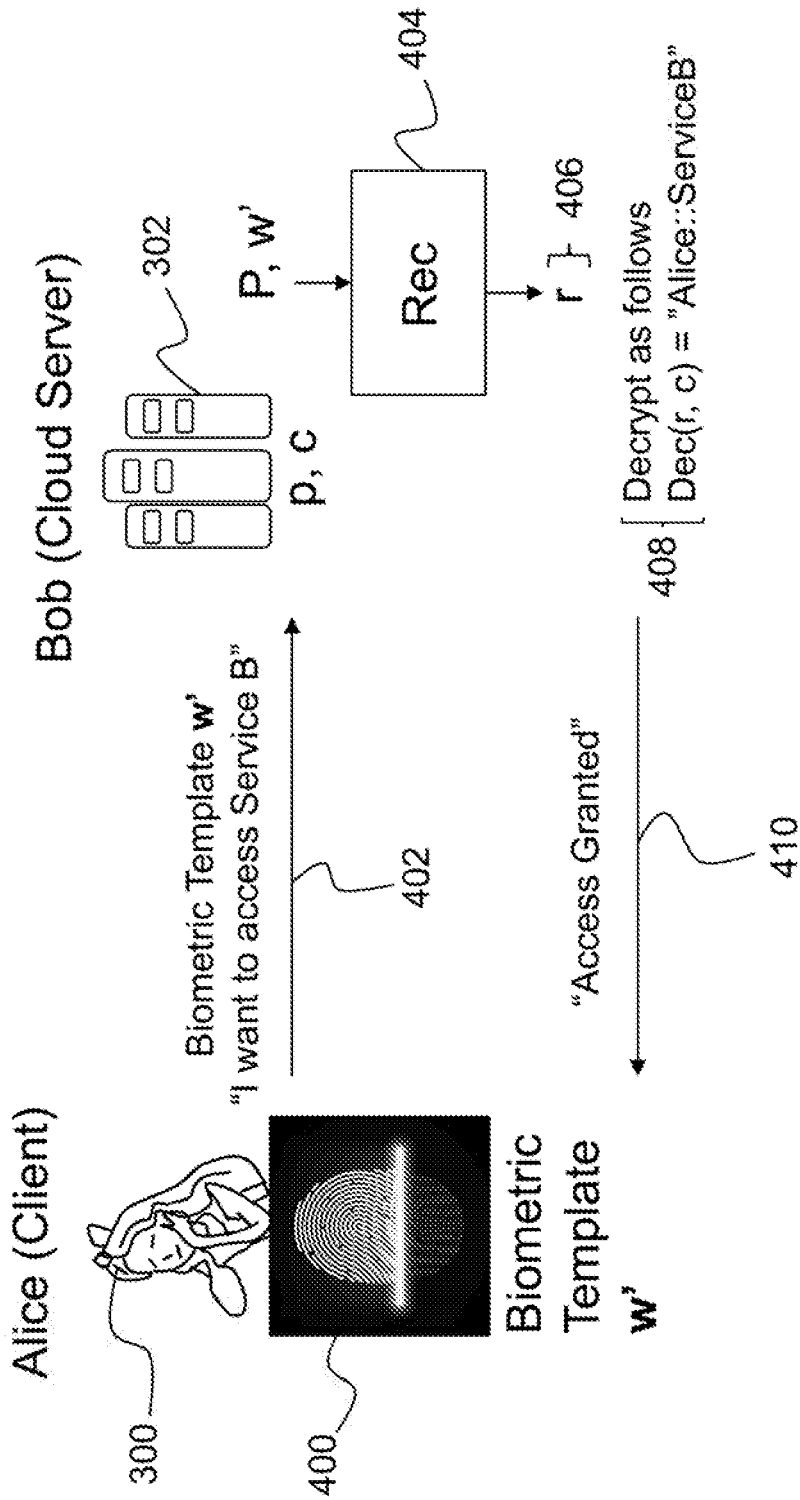 Alice (Client)
Bob (Cloud Server)
300
302
Biometric Template w’
“I want to access Service B”
p, c
P, w’
402
Rec
404
400
r
406
Biometric
Template
w’
“Access Granted”
408
Decrypt as follows
Dec(r, c) = ”Alice::ServiceB”
410